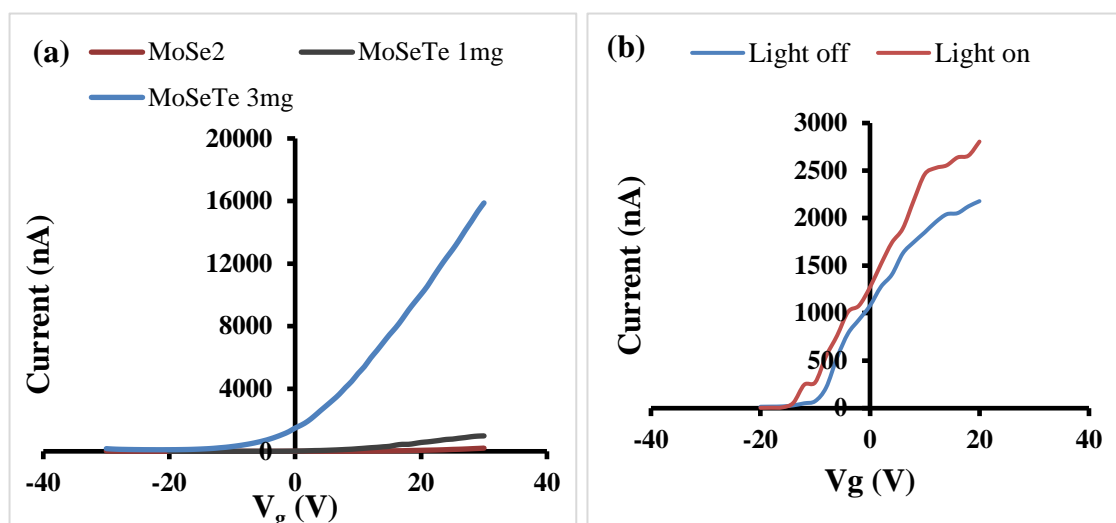 (a)
MoSe2
MoSeTe 1mg
MoSeTe 3mg
Current (nA)
20000
16000
12000
8000
4000
0
-40
-20
0
20
40
Vg (V)
(b)
Light off
Light on
Current (nA)
3000
2500
2000
1500
1000
500
0
-40
-20
0
20
40
Vg (V)